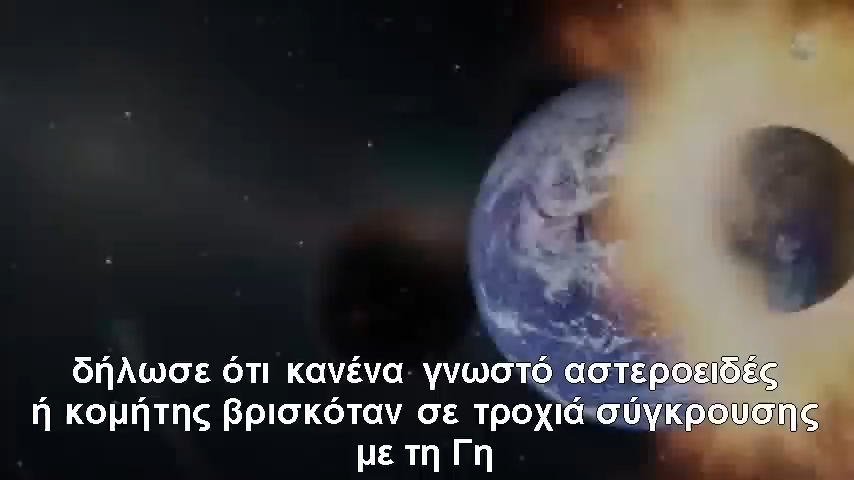 δήλωσε ότι κανένα γνωστό αστεροειδές
ή κομήτης βρισκόταν σε τροχιά σύγκρουσης
με τη Γη